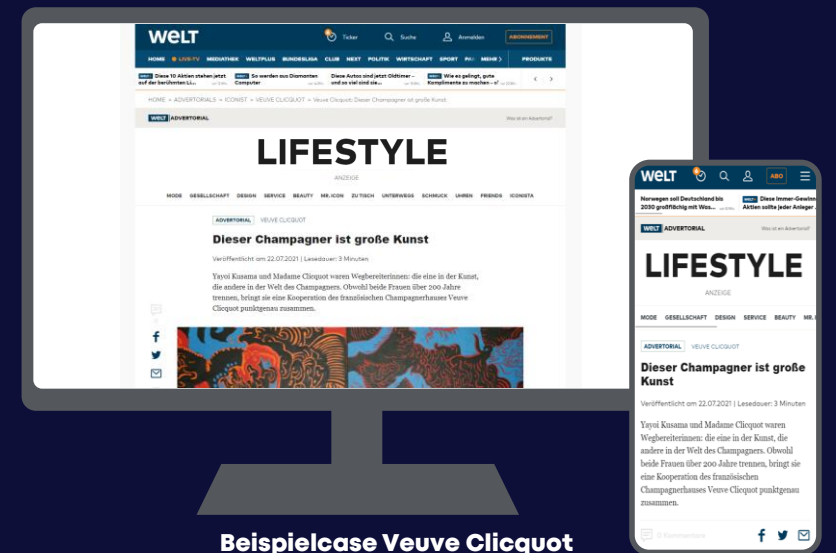 WELT
Ticker
Suche
Anmelden
ABONNEMENT
HOME LIVE-TV MEDIATHEK WELTPLUS BUNDESLIGA CLUB NEXT POLITIK WIRTSCHAFT SPORT MEHR PRODUKTE
Diese 10 Aktien stehen jetzt
auf der berühmten Li...
So werden aus Diamanten
Computer
Diese Autos sind jetzt Oldtimer –
und so viel sind sie...
Wie es gelingt, gute
Komplimente zu machen – o
HOME » ADVERTORIALS » ICONIST » VEUVE CLICQUOT » Veuve Clicquot: Dieser Champagner ist große Kunst
WELT ADVERTORIAL
Was ist ein Advertorial?
LIFESTYLE
ANZEIGE
MODE GESELLSCHAFT DESIGN SERVICE BEAUTY MR. ICON ZU TISCH UNTERWEGS SCHMUCK UHREN FRIENDS ICONISTA
ADVERTORIAL VEUVE CLICQUOT
Dieser Champagner ist große Kunst
Veröffentlicht am 22.07.2021 | Lesedauer: 3 Minuten
Yayoi Kusama und Madame Clicquot waren Wegbereiterinnen: die eine in der Kunst,
die andere in der Welt des Champagners. Obwohl beide Frauen über 200 Jahre
trennen, bringt sie eine Kooperation des französischen Champagnerhauses Veuve
Clicquot punktgenau zusammen.
WELT
ABO
Norwegen soll Deutschland bis
2030 großflächig mit Was...
Diese Immer-Gewinn
Aktien sollte jeder Anleger
WELT ADVERTORIAL
Was ist ein Advertorial?
LIFESTYLE
ANZEIGE
MODE GESELLSCHAFT DESIGN SERVICE BEAUTY MR.
ADVERTORIAL VEUVE CLICQUOT
Dieser Champagner ist große
Kunst
Veröffentlicht am 22.07.2021 | Lesedauer: 3 Minuten
Yayoi Kusama und Madame Clicquot waren
Wegbereiterinnen: die eine in der Kunst, die
andere in der Welt des Champagners. Obwohl
beide Frauen über 200 Jahre trennen, bringt sie
eine Kooperation des französischen
Champagnerhauses Veuve Clicquot punktgenau
zusammen.
0 Kommentare
Beispielcase Veuve Clicquot